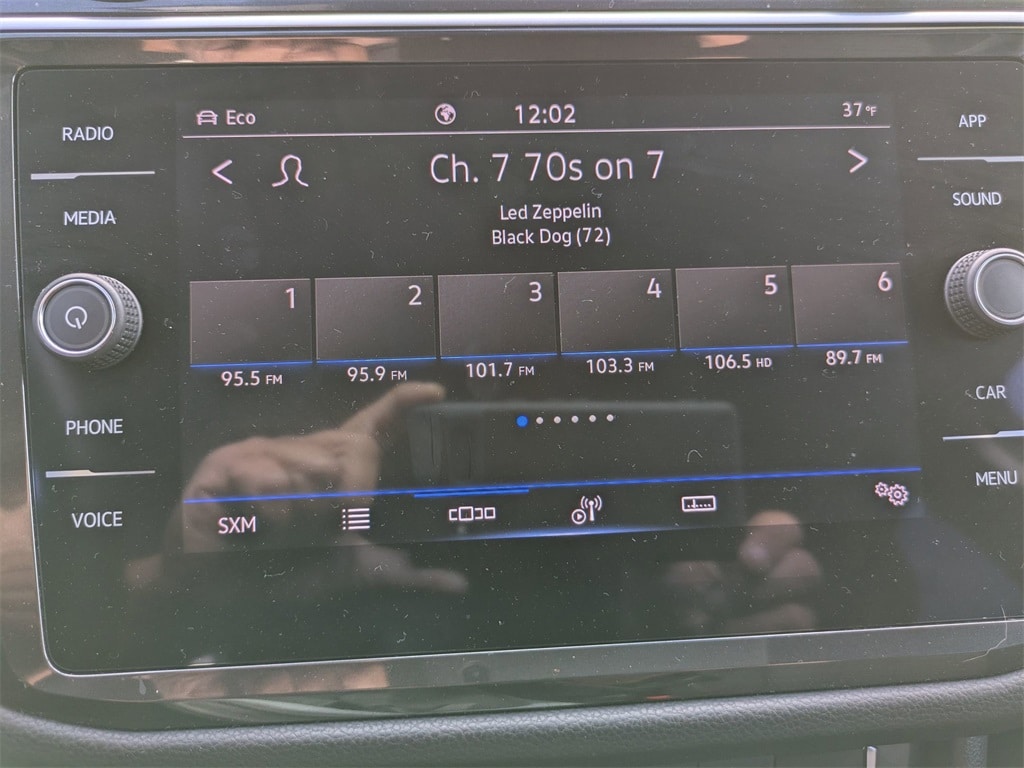 RADIO
MEDIA
PHONE
VOICE
Eco 12:02 37°F
< Ch. 7 70s on 7 >
Led Zeppelin
Black Dog (72)
1 2 3 4 5 6
95.5 FM 95.9 FM 101.7 FM 103.3 FM 106.5 HD 89.7 FM
SXM
APP
SOUND
CAR
MENU